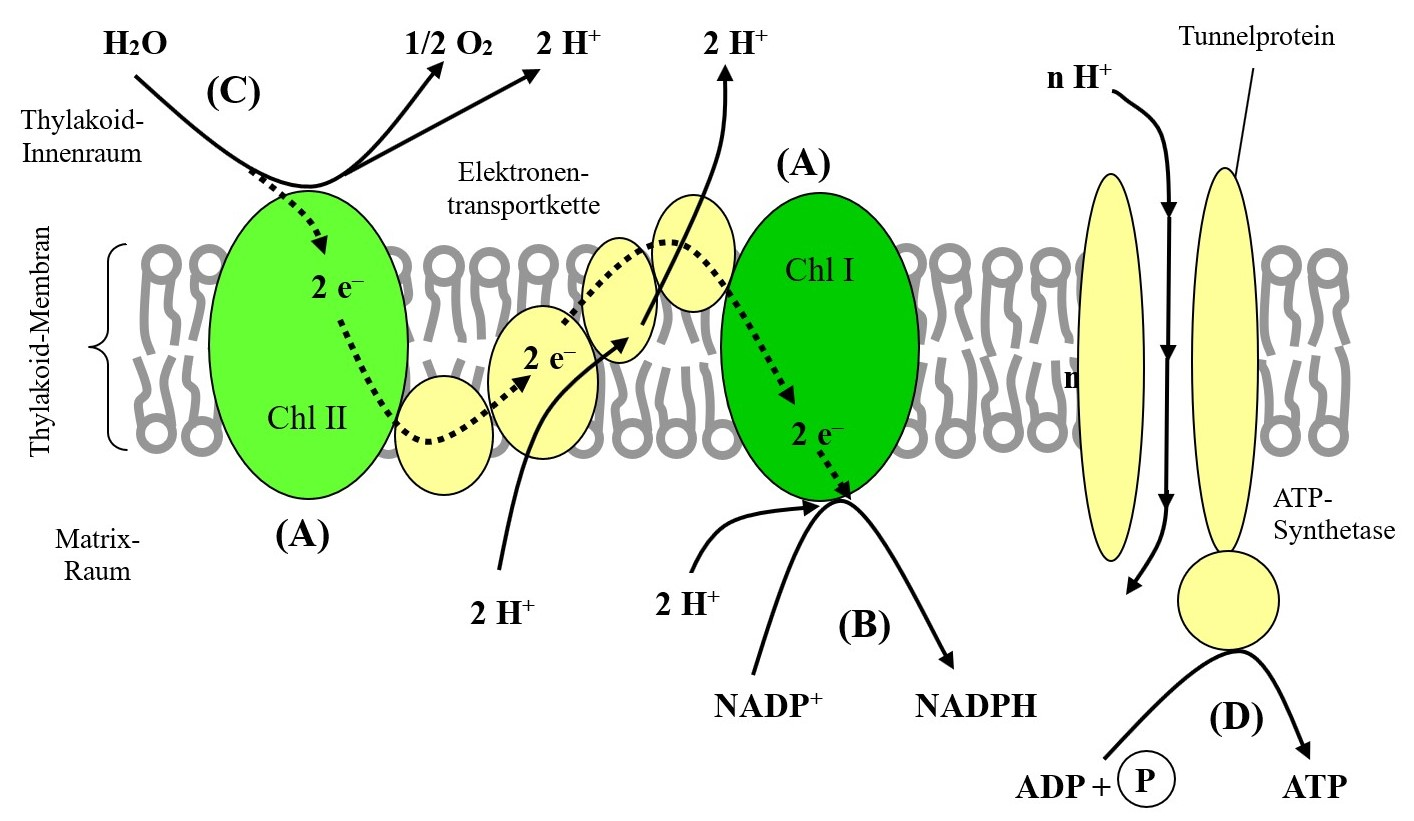 H₂O
1/2 O₂
2 H⁺
2 H⁺
Tunnelprotein
n H⁺
(C)
Thylakoid-
Innenraum
Elektronen-
transportkette
(A)
Thylakoid-Membran
Chl I
2 e⁻
2 e⁻
n
Chl II
2 e⁻
(A)
Matrix-
Raum
ATP-
Synthetase
2 H⁺
2 H⁺
(B)
NADP⁺
NADPH
(D)
ADP + P
ATP